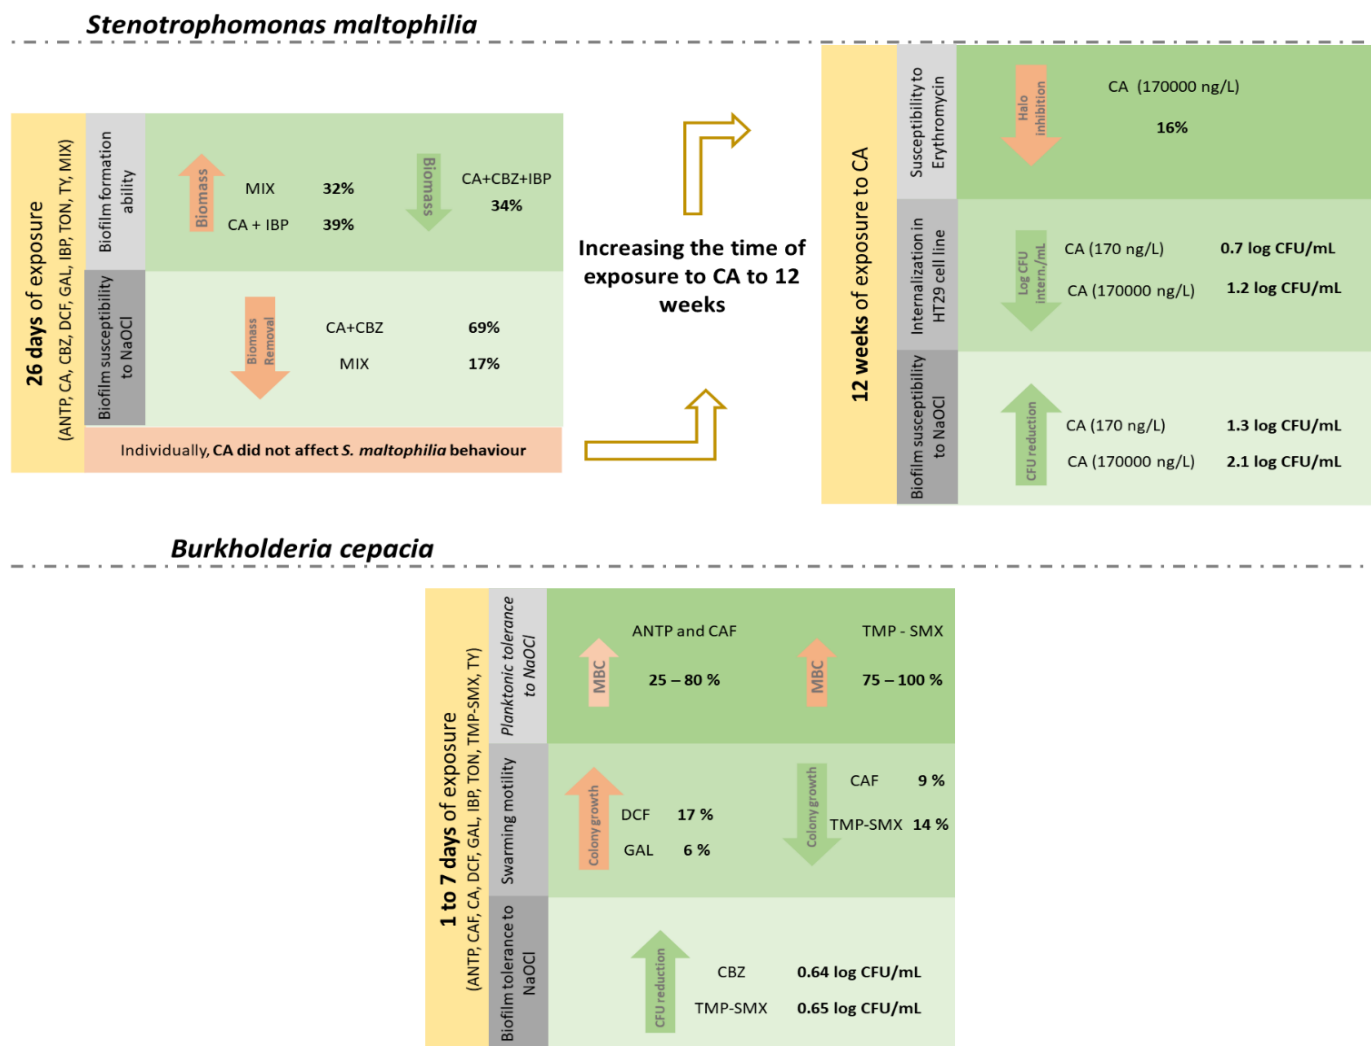 Stenotrophomonas maltophilia
26 days of exposure
(ANTP, CA, CBZ, DCF, GAL, IBP, TON, TY, MIX)
Biofilm formation
ability
Biomass
MIX 32%
CA + IBP 39%
Biomass
CA+CBZ+IBP
34%
Biofilm susceptibility
to NaOCl
Biomass
Removal
CA+CBZ 69%
MIX 17%
Individually, CA did not affect S. maltophilia behaviour
Increasing the time of
exposure to CA to 12
weeks
12 weeks of exposure to CA
Susceptibility to
Erythromycin
Halo
inhibition
CA (170000 ng/L)
16%
Internalization in
HT29 cell line
Log CFU
intern./mL
CA (170 ng/L) 0.7 log CFU/mL
CA (170000 ng/L) 1.2 log CFU/mL
Biofilm susceptibility
to NaOCl
CFU reduction
CA (170 ng/L) 1.3 log CFU/mL
CA (170000 ng/L) 2.1 log CFU/mL
Burkholderia cepacia
1 to 7 days of exposure
(ANTP, CAF, CA, DCF, GAL, IBP, TON, TMP-SMX, TY)
Planktonic tolerance
to NaOCl
MBC
ANTP and CAF
25 – 80 %
MBC
TMP - SMX
75 – 100 %
Swarming motility
Colony growth
DCF 17 %
GAL 6 %
Colony growth
CAF 9 %
TMP-SMX 14 %
Biofilm tolerance to
NaOCl
CFU reduction
CBZ 0.64 log CFU/mL
TMP-SMX 0.65 log CFU/mL